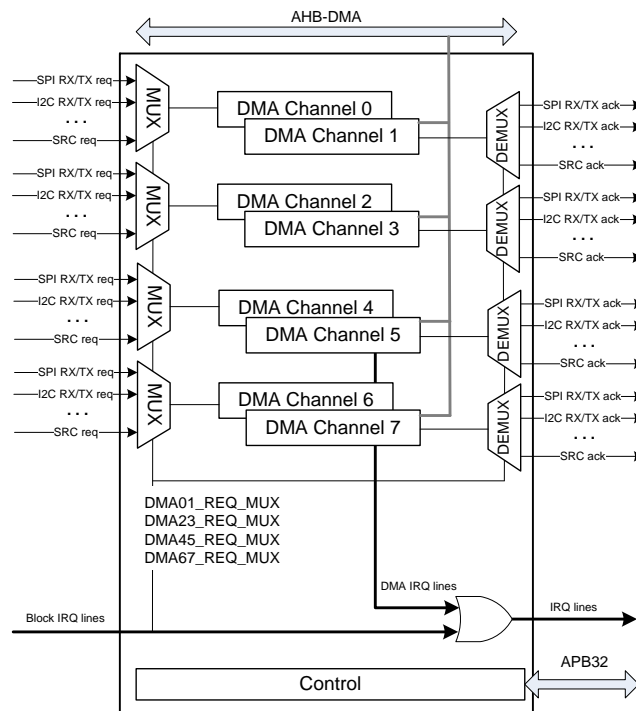 AHB-DMA
SPI RX/TX req
I2C RX/TX req
...
SRC req
MUX
DMA Channel 0
DMA Channel 1
DEMUX
SPI RX/TX ack
I2C RX/TX ack
...
SRC ack
SPI RX/TX req
I2C RX/TX req
...
SRC req
MUX
DMA Channel 2
DMA Channel 3
DEMUX
SPI RX/TX ack
I2C RX/TX ack
...
SRC ack
SPI RX/TX req
I2C RX/TX req
...
SRC req
MUX
DMA Channel 4
DMA Channel 5
DEMUX
SPI RX/TX ack
I2C RX/TX ack
...
SRC ack
SPI RX/TX req
I2C RX/TX req
...
SRC req
MUX
DMA Channel 6
DMA Channel 7
DEMUX
SPI RX/TX ack
I2C RX/TX ack
...
SRC ack
DMA01_REQ_MUX
DMA23_REQ_MUX
DMA45_REQ_MUX
DMA67_REQ_MUX
DMA IRQ lines
Block IRQ lines
IRQ lines
APB32
Control